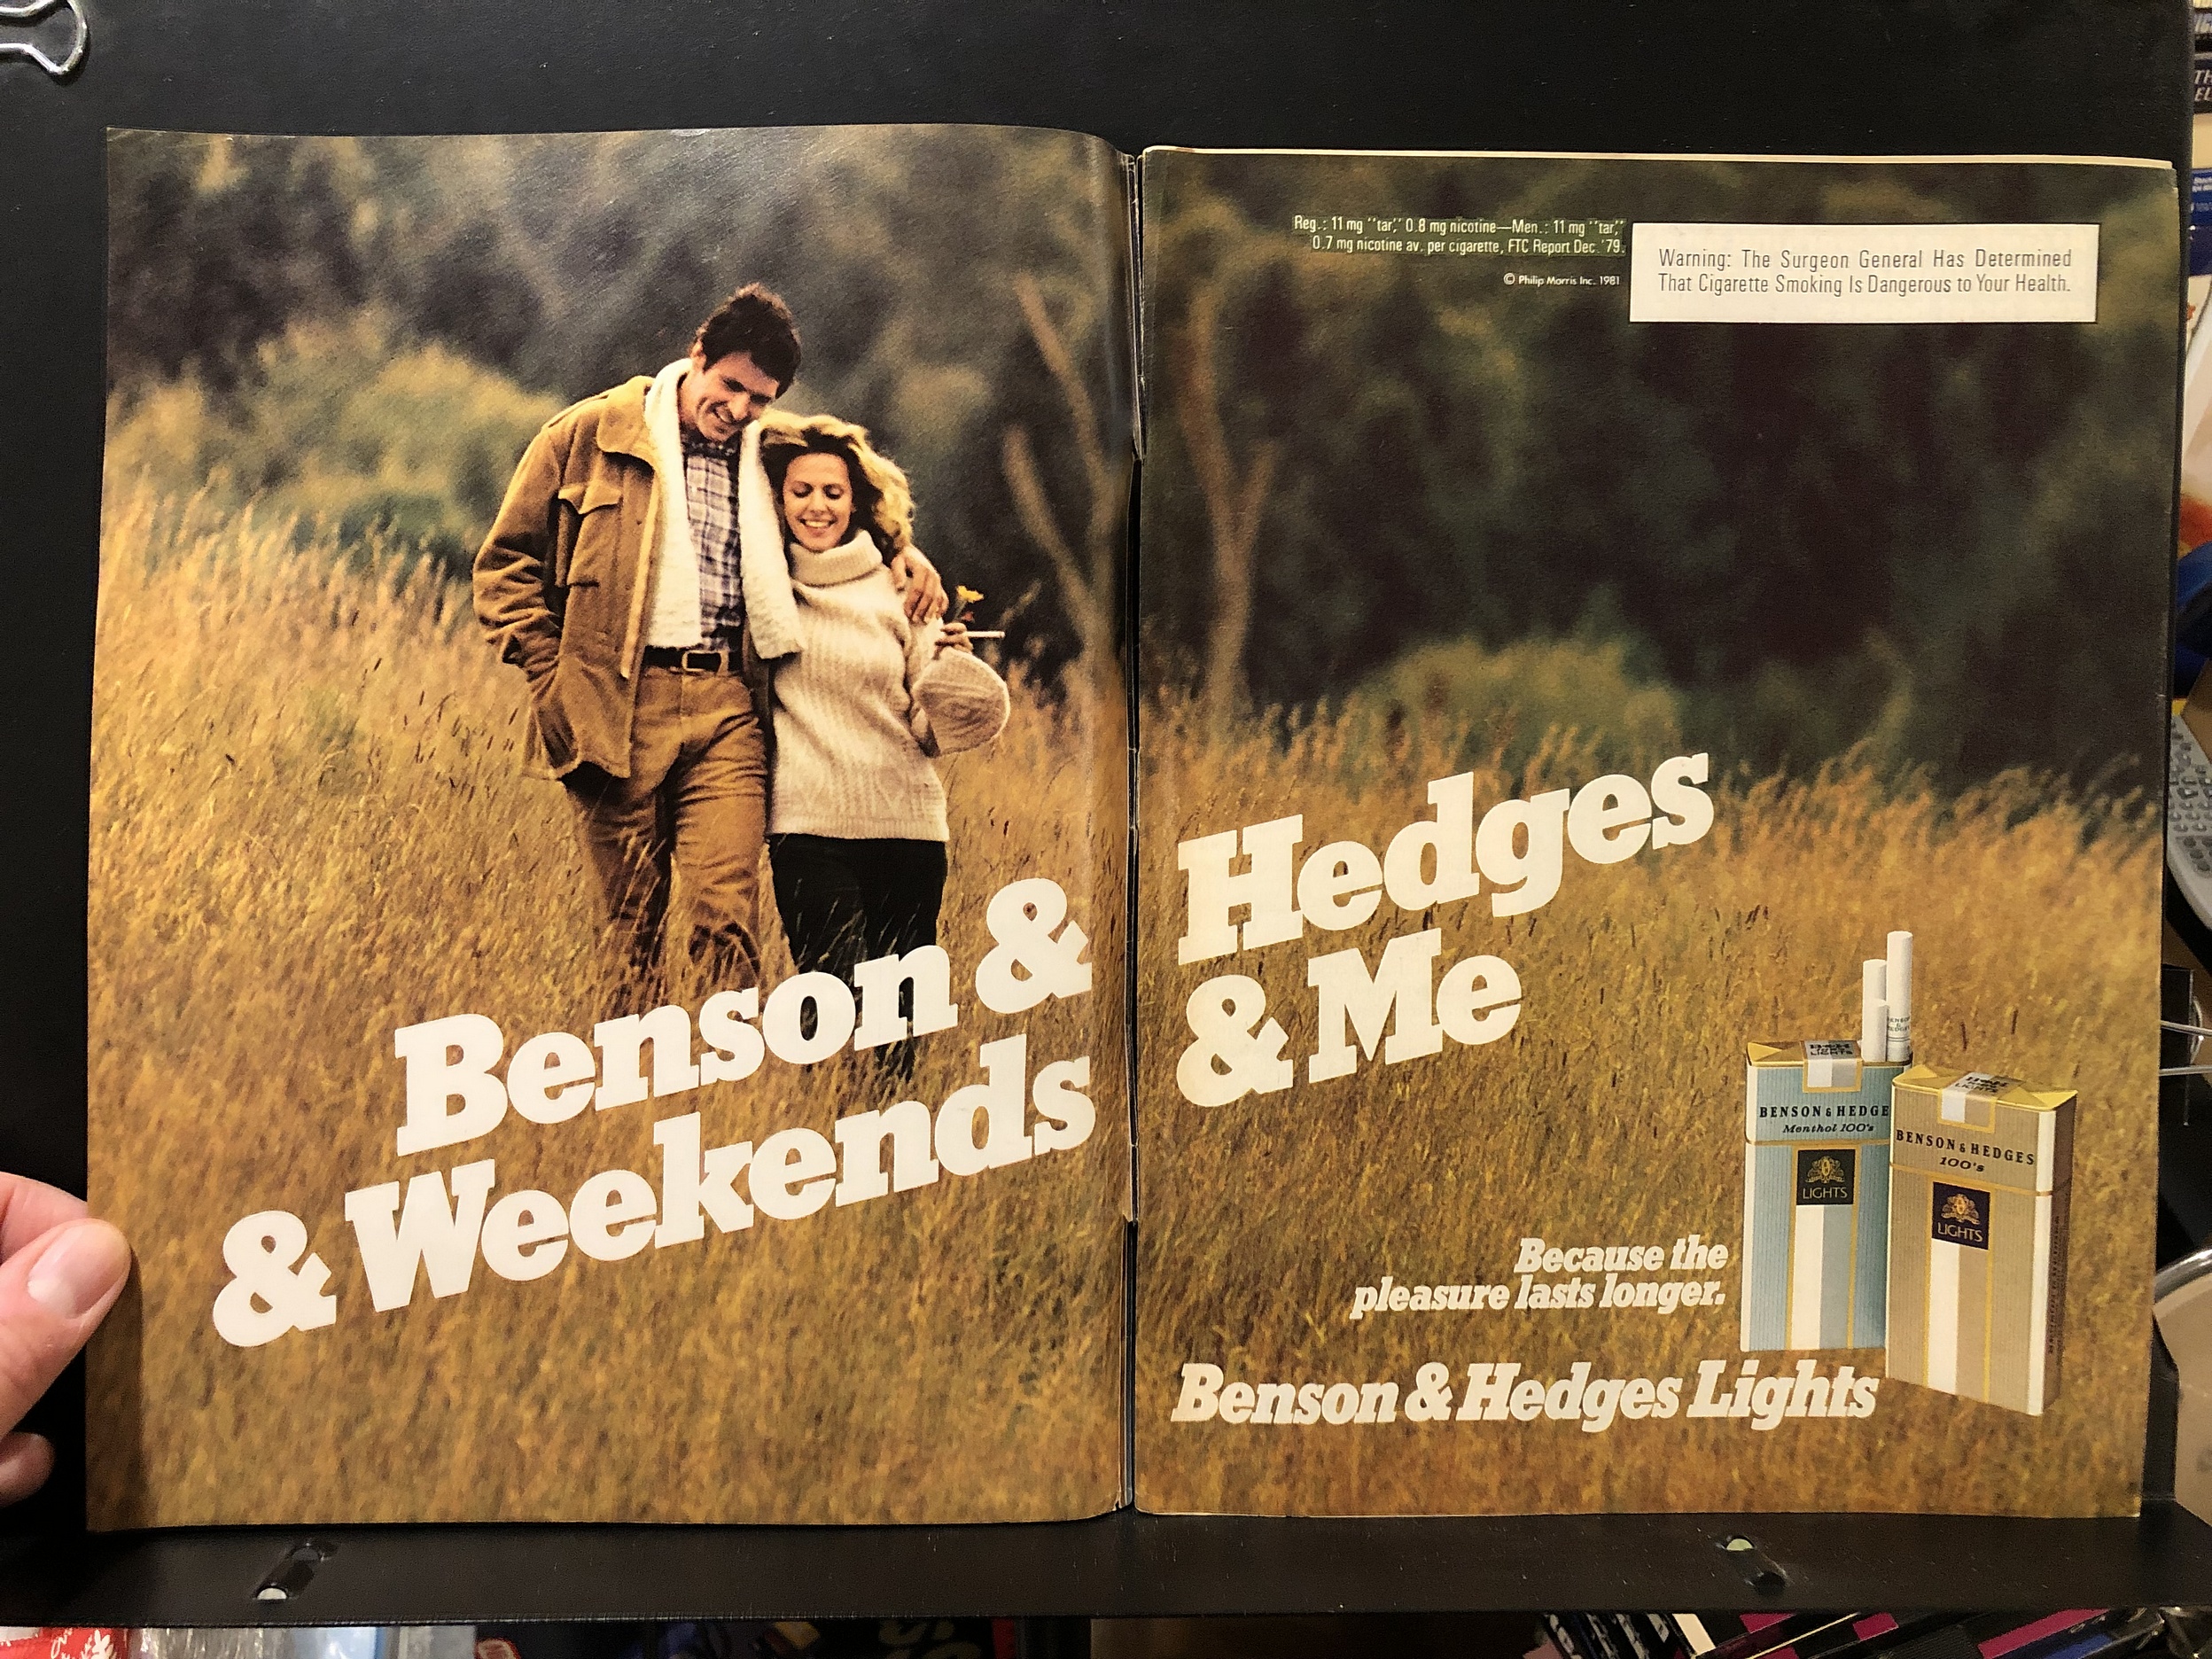 Benson &
& Weekends
Reg.: 11 mg "tar," 0.8 mg nicotine—Men.: 11 mg "tar,"
0.7 mg nicotine av. per cigarette, FTC Report Dec. '79.
© Philip Morris Inc. 1981
Warning: The Surgeon General Has Determined
That Cigarette Smoking Is Dangerous to Your Health.
Hedges
& Me
B&H
LIGHTS
BENSON & HEDGE
Menthol 100's
LIGHTS
B&H
LIGHTS
BENSON & HEDGES
100's
LIGHTS
Because the
pleasure lasts longer.
Benson & Hedges Lights